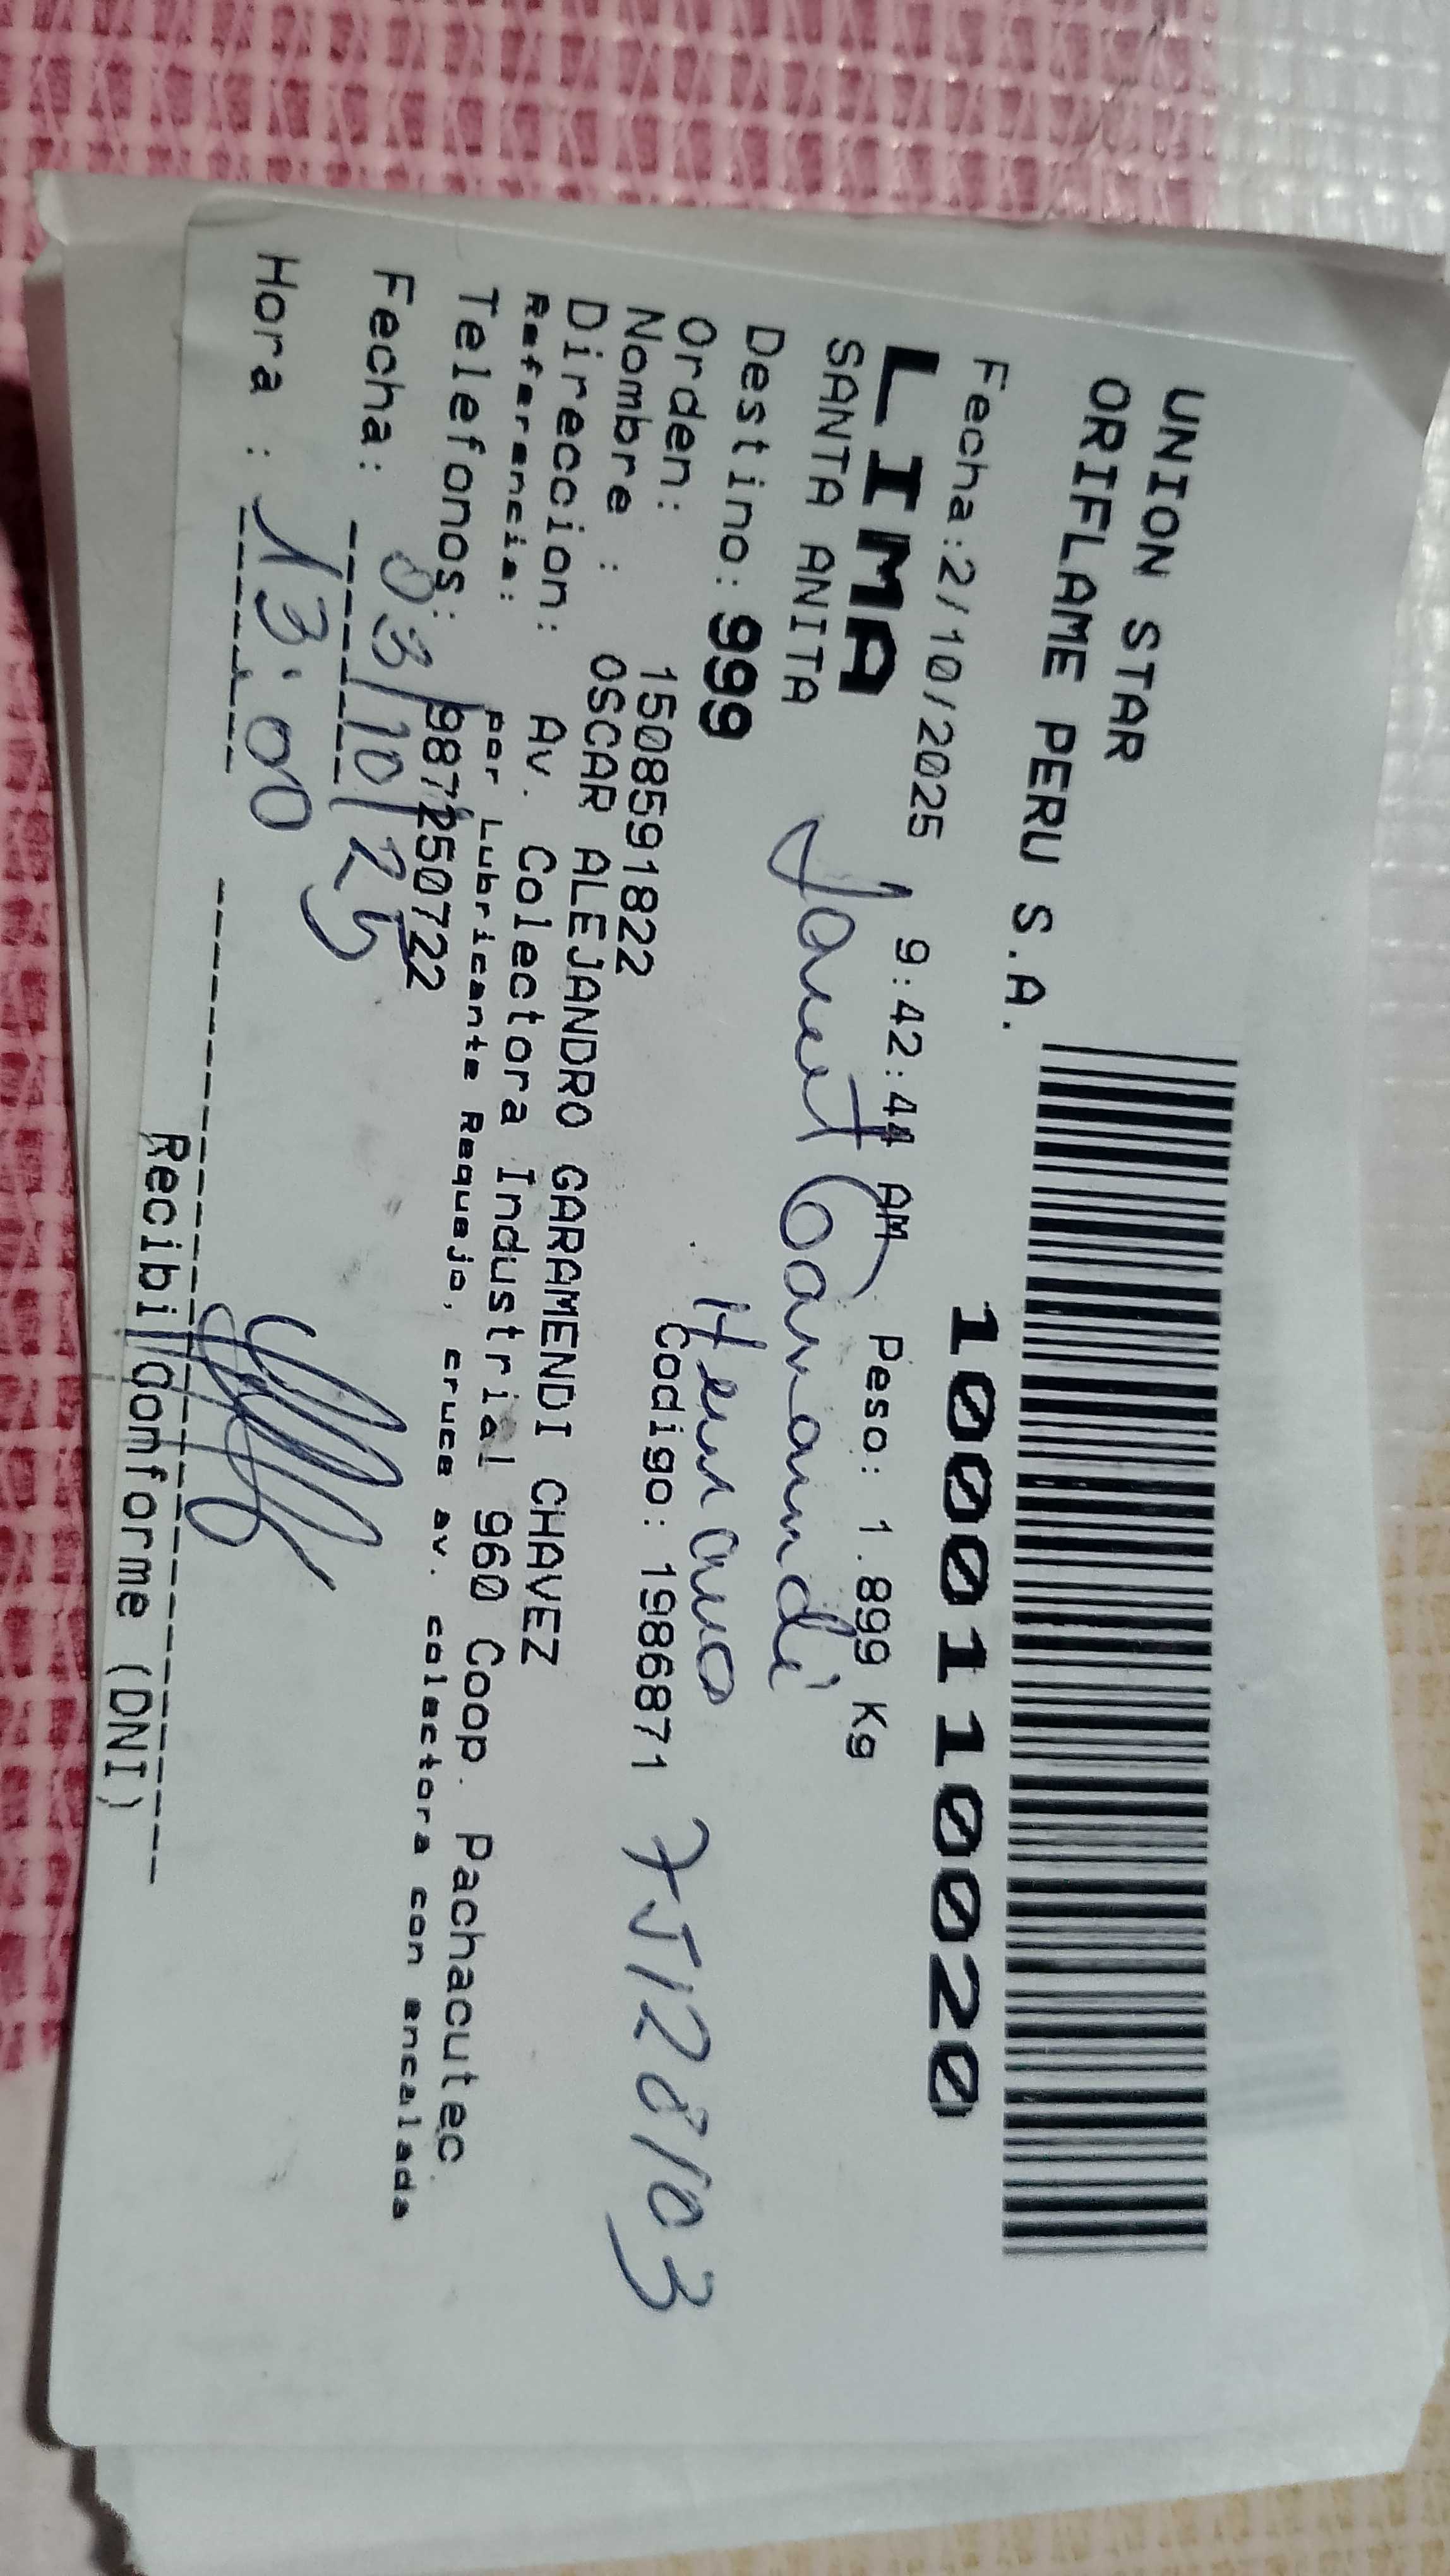 UNION STAR
ORIFLAME PERU S.A.
1000110020
Fecha:2/10/2025 9:42:44 AM Peso: 1.899 Kg
LIMA
SANTA ANITA
Destino: 999
Hermano
Orden: 1508591822 Codigo: 1986871 75128103
Nombre : OSCAR ALEJANDRO GARAMENDI CHAVEZ
Direccion: Av. Colectora Industrial 960 Coop. Pachacutec
Referencia: por Lubricante Requejo, cruce av. colectora con encalada
Telefonos: 987250722
Fecha: 03/10/25
Hora : 13:00
Recibi Conforme (DNI)